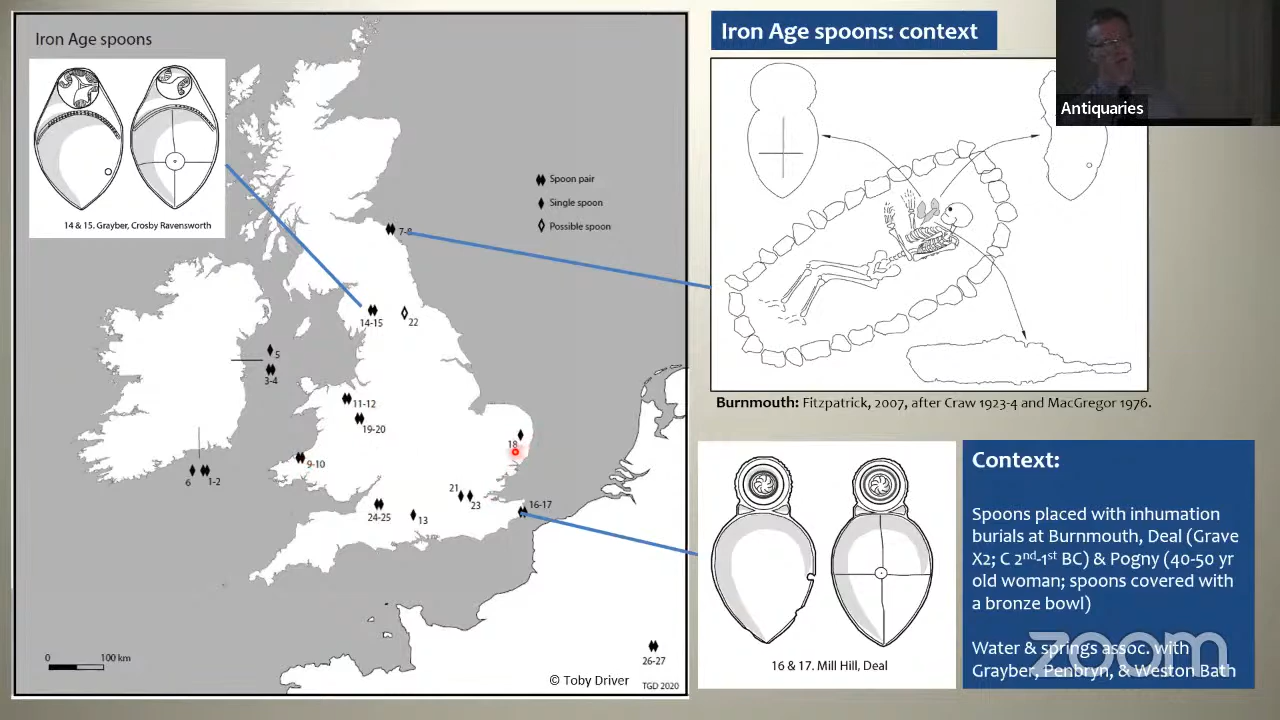 Iron Age spoons
14 & 15. Grayber, Crosby Ravensworth
Spoon pair
Single spoon
Possible spoon
7-8
14-15
22
5
3-4
11-12
19-20
18
9-10
6
1-2
21
23
16-17
24-25
13
26-27
0 100 km
© Toby Driver
TGD 2020
Iron Age spoons: context
Antiquaries
Burnmouth: Fitzpatrick, 2007, after Craw 1923-4 and MacGregor 1976.
16 & 17. Mill Hill, Deal
Context:
Spoons placed with inhumation
burials at Burnmouth, Deal (Grave
X2; C 2nd-1st BC) & Pogny (40-50 yr
old woman; spoons covered with
a bronze bowl)
Water & springs assoc. with
Grayber, Penbryn, & Weston Bath
zoom